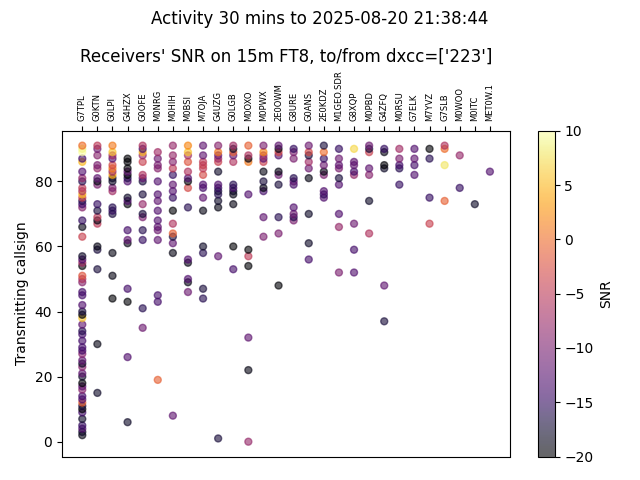 Activity 30 mins to 2025-08-20 21:38:44
Receivers' SNR on 15m FT8, to/from dxcc=['223']
G7TPL G0KTN G0LPI G4HZX G0OFE M0NRG M0HIH M0BSI M7OJA G4UZG G0LGB M0OXO M0PWX 2E0OWM G8URE G0ANS 2E0KDZ M1GEO.SDR G8XQP M0PBD G4ZFQ M0RSU G7ELK M7YVZ G7SLB M0WOO M0ITC MET0W.1
Transmitting callsign
80
60
40
20
0
10
5
0
−5
−10
−15
−20
SNR